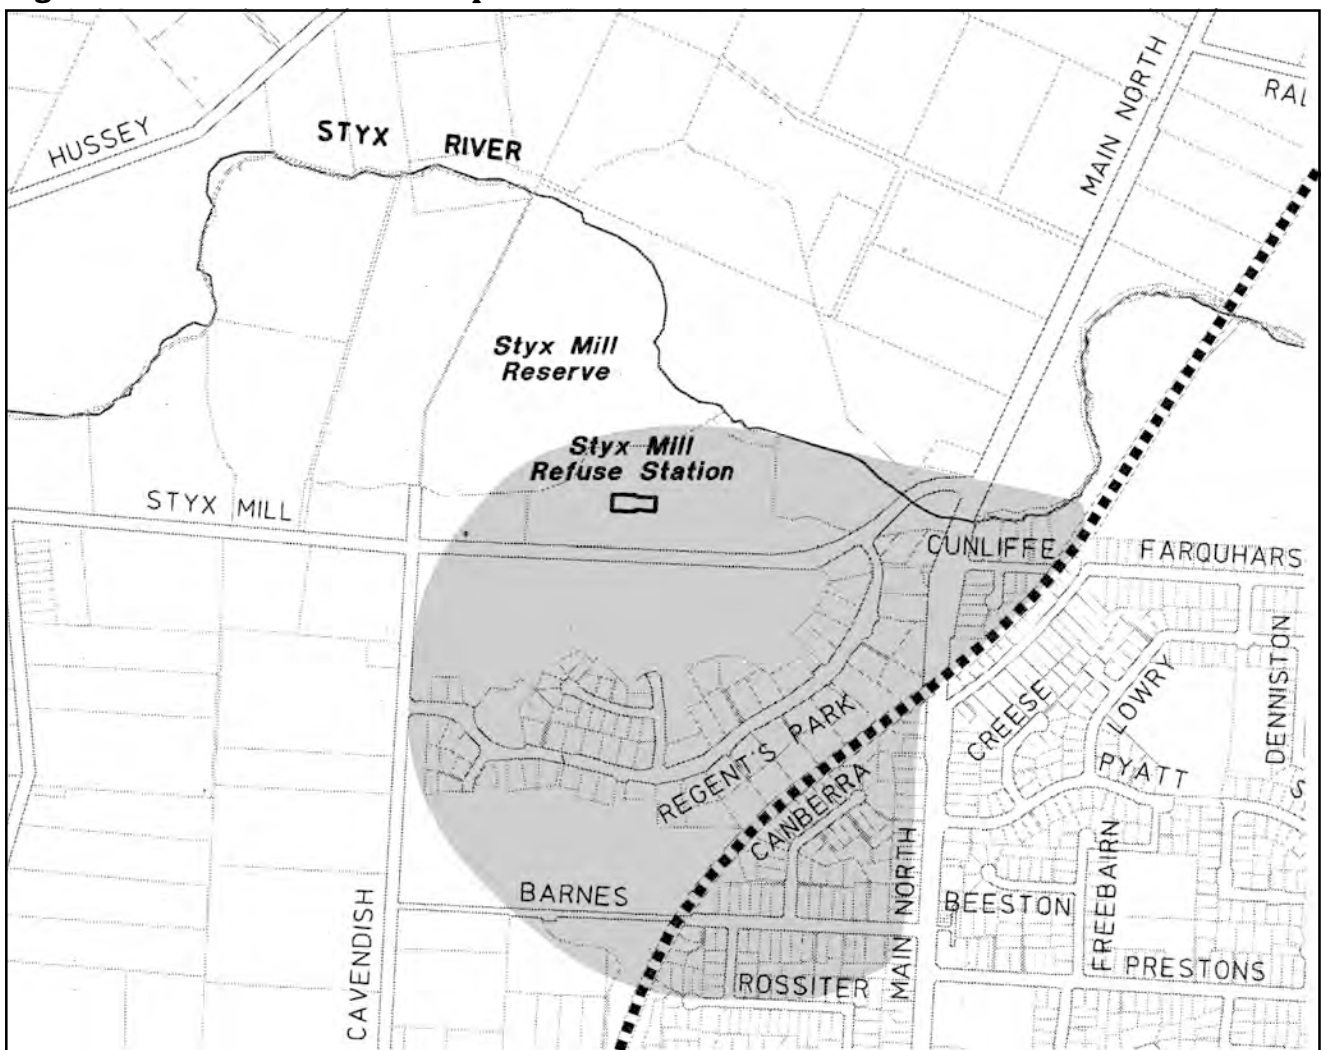 MAIN NORTH
RAL
HUSSEY
STYX RIVER
Styx Mill
Reserve
Styx Mill
Refuse Station
STYX MILL
CUNLIFFE
FARQUHARS
DENNISTON
LOWRY
CREESE
PYATT
S
REGENT'S PARK
CANBERRA
MAIN NORTH
FREEBAIRN
BARNES
BEESTON
CAVENDISH
PRESTONS
ROSSITER